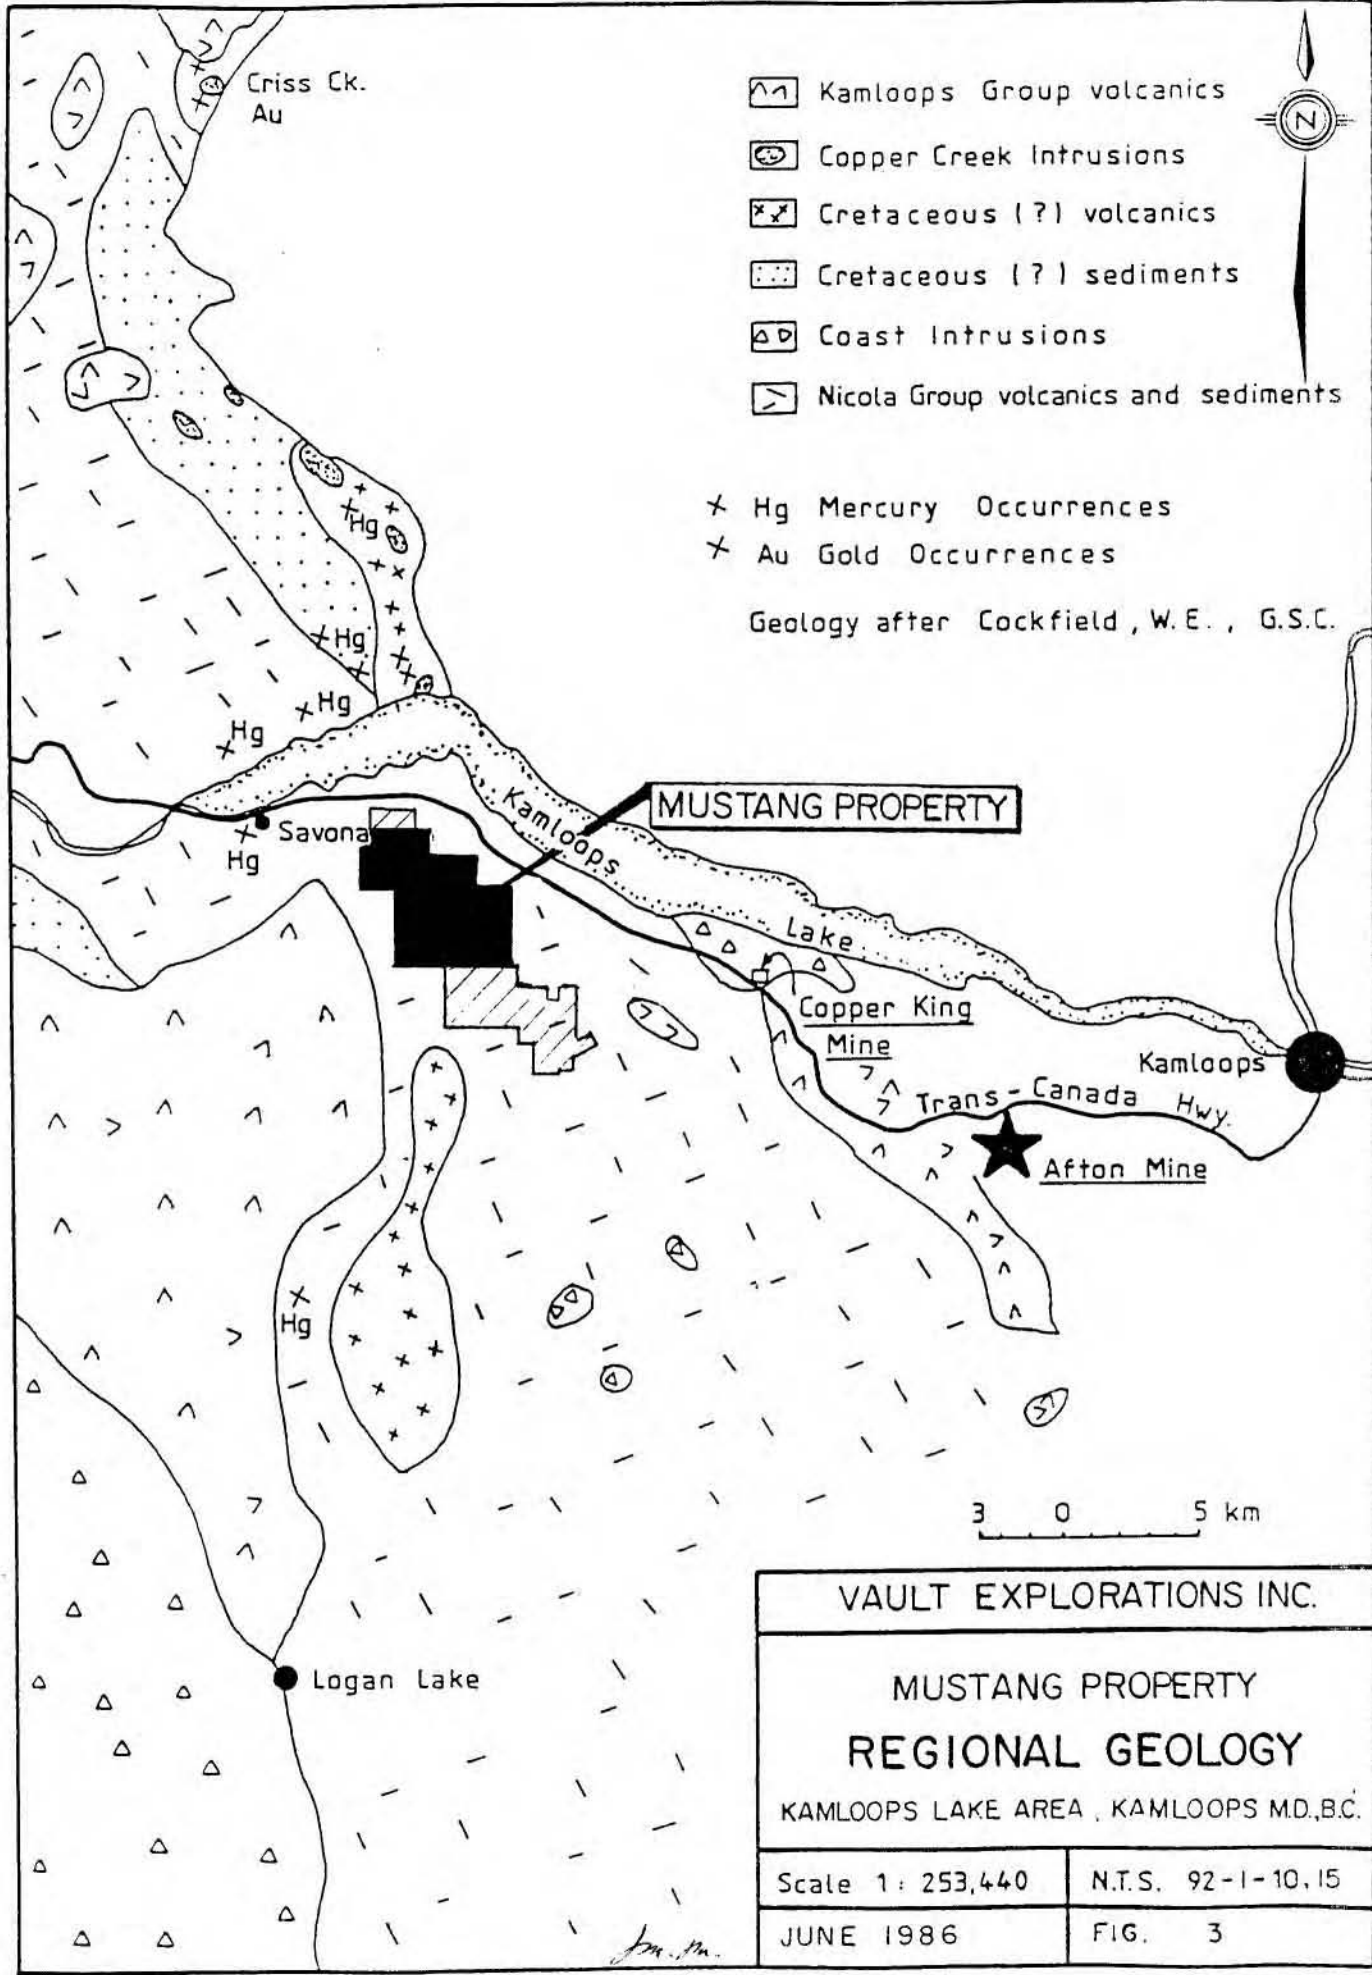 Criss Ck.
Au
Kamloops Group volcanics
Copper Creek Intrusions
Cretaceous (?) volcanics
Cretaceous (?) sediments
Coast Intrusions
Nicola Group volcanics and sediments
N
Hg Mercury Occurrences
Au Gold Occurrences
Geology after Cockfield, W.E., G.S.C.
Hg
Hg
Hg
Hg
MUSTANG PROPERTY
Kamloops
Lake
Savona
Hg
Copper King
Mine
Kamloops
Trans-Canada Hwy.
Afton Mine
Hg
3 0 5 km
Logan Lake
VAULT EXPLORATIONS INC.
MUSTANG PROPERTY
REGIONAL GEOLOGY
KAMLOOPS LAKE AREA, KAMLOOPS M.D.,B.C.
Scale 1: 253,440
N.T.S. 92-I-10,15
JUNE 1986
FIG. 3